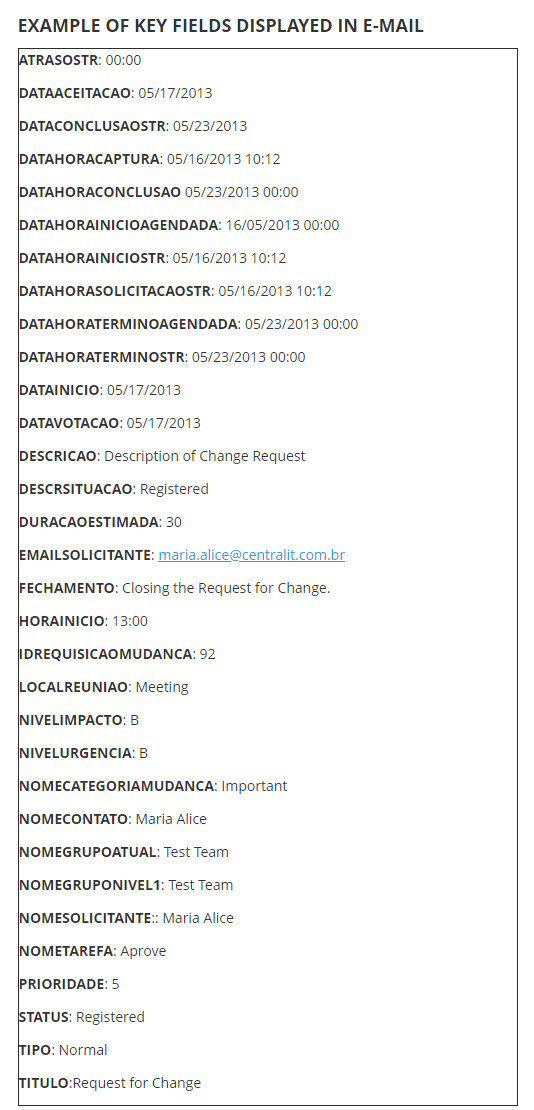 EXAMPLE OF KEY FIELDS DISPLAYED IN E-MAIL
ATRASOSTR: 00:00
DATAACEITACAO: 05/17/2013
DATACONCLUSAOSTR: 05/23/2013
DATAHORACAPTURA: 05/16/2013 10:12
DATAHORACONCLUSAO 05/23/2013 00:00
DATAHORAINICIOAGENDADA: 16/05/2013 00:00
DATAHORAINICIOSTR: 05/16/2013 10:12
DATAHORASOLICITACAOSTR: 05/16/2013 10:12
DATAHORATERMINOAGENDADA: 05/23/2013 00:00
DATAHORATERMINOSTR: 05/23/2013 00:00
DATAINICIO: 05/17/2013
DATAVOTACAO: 05/17/2013
DESCRICAO: Description of Change Request
DESCRSITUACAO: Registered
DURACAOESTIMADA: 30
EMAILSOLICITANTE: maria.alice@centralit.com.br
FECHAMENTO: Closing the Request for Change.
HORAINICIO: 13:00
IDREQUISICAOMUDANCA: 92
LOCALREUNIAO: Meeting
NIVELIMPACTO: B
NIVELURGENCIA: B
NOMECATEGORIAMUDANCA: Important
NOMECONTATO: Maria Alice
NOMEGRUPOATUAL: Test Team
NOMEGRUPONIVEL1: Test Team
NOMESOLICITANTE:: Maria Alice
NOMETAREFA: Aprove
PRIORIDADE: 5
STATUS: Registered
TIPO: Normal
TITULO:Request for Change